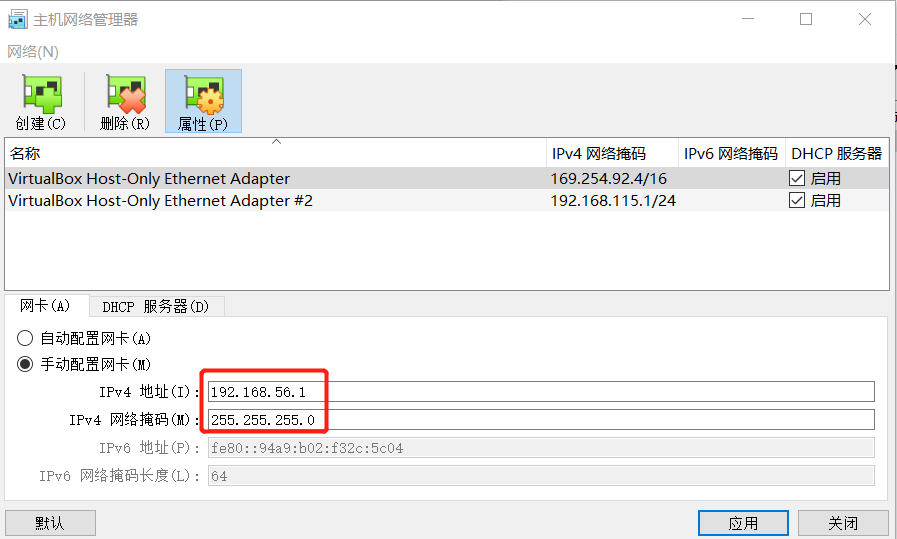 主机网络管理器
网络(N)
创建(C) 删除(R) 属性(P)
名称 IPv4 网络掩码 IPv6 网络掩码 DHCP 服务器
VirtualBox Host-Only Ethernet Adapter 169.254.92.4/16 启用
VirtualBox Host-Only Ethernet Adapter #2 192.168.115.1/24 启用
网卡(A) DHCP 服务器(D)
自动配置网卡(A)
手动配置网卡(M)
IPv4 地址(I): 192.168.56.1
IPv4 网络掩码(M): 255.255.255.0
IPv6 地址(P): fe80::94a9:b02:f32c:5c04
IPv6 网络掩码长度(L): 64
默认 应用 关闭